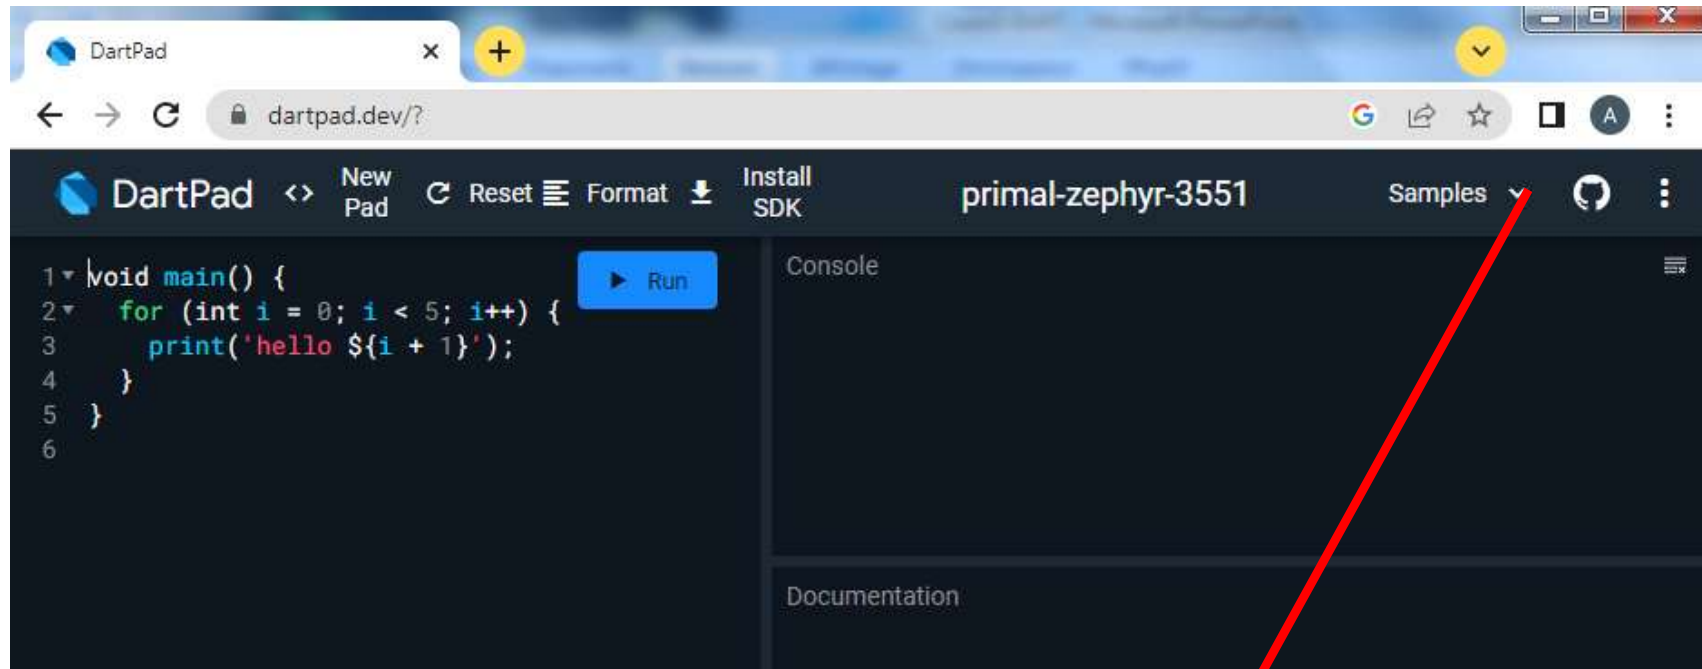 DartPad
dartpad.dev/?
A
DartPad <> New Pad Reset Format Install SDK primal-zephyr-3551 Samples
1 void main() {
Run
2 for (int i = 0; i < 5; i++) {
3 print('hello ${i + 1}');
4 }
5 }
6
Console
Documentation